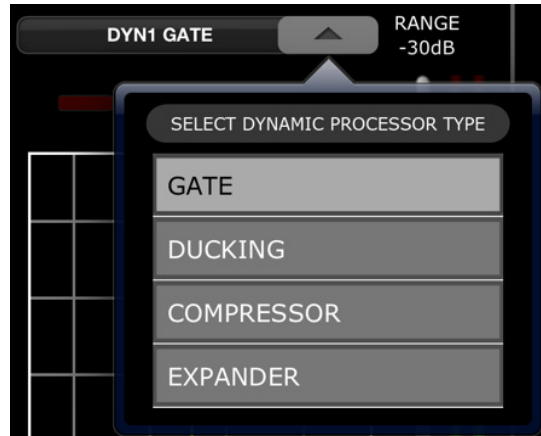 DYN1 GATE
RANGE
-30dB
SELECT DYNAMIC PROCESSOR TYPE
GATE
DUCKING
COMPRESSOR
EXPANDER